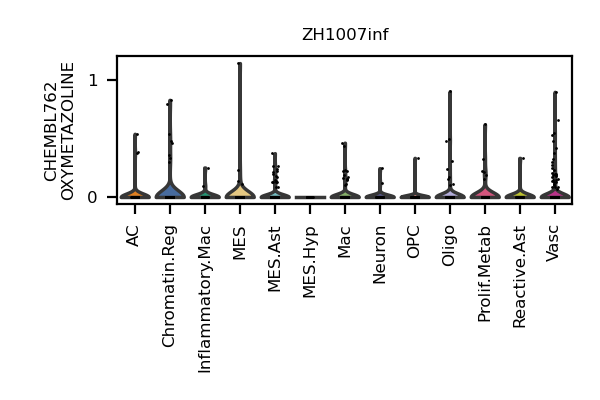 ZH1007inf
CHEMBL762
OXYMETAZOLINE
1
0
AC
Chromatin.Reg
Inflammatory.Mac
MES
MES.Ast
MES.Hyp
Mac
Neuron
OPC
Oligo
Prolif.Metab
Reactive.Ast
Vasc